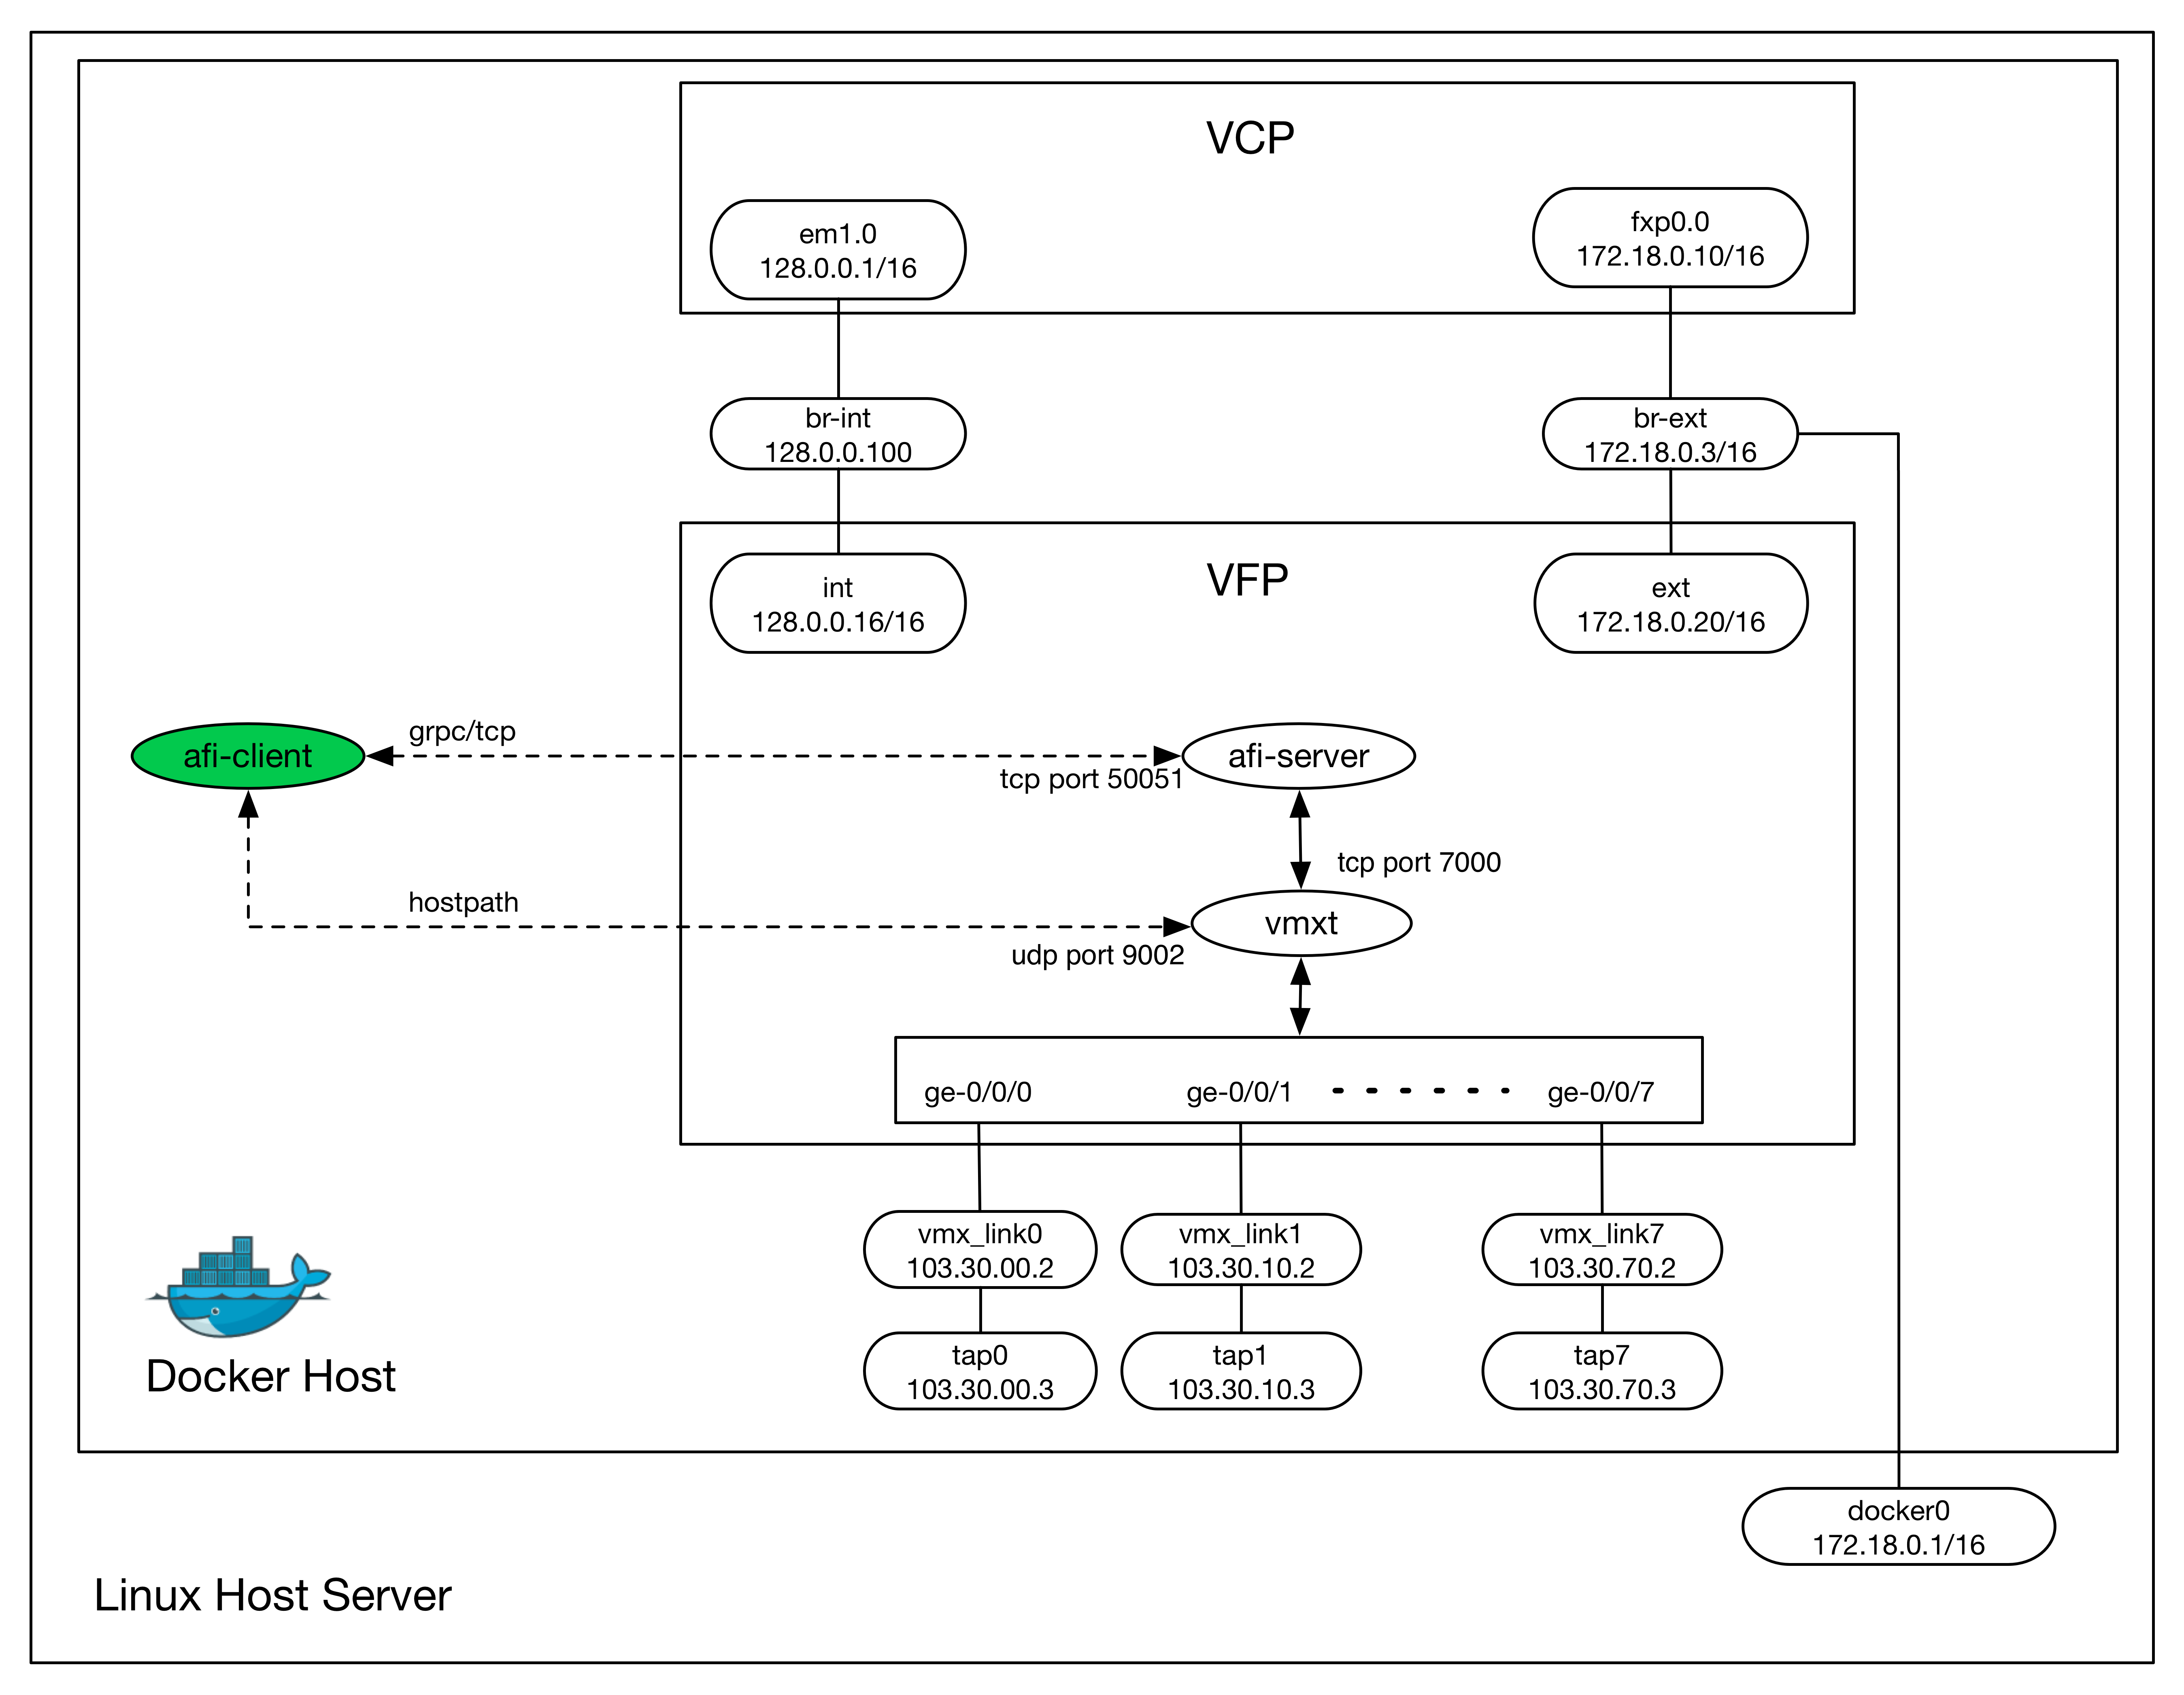 VCP
em1.0
128.0.0.1/16
fxp0.0
172.18.0.10/16
br-int
128.0.0.100
br-ext
172.18.0.3/16
VFP
int
128.0.0.16/16
ext
172.18.0.20/16
afi-client
grpc/tcp
tcp port 50051
afi-server
tcp port 7000
hostpath
udp port 9002
vmxt
ge-0/0/0
ge-0/0/1
ge-0/0/7
vmx_link0
103.30.00.2
vmx_link1
103.30.10.2
vmx_link7
103.30.70.2
tap0
103.30.00.3
tap1
103.30.10.3
tap7
103.30.70.3
Docker Host
docker0
172.18.0.1/16
Linux Host Server